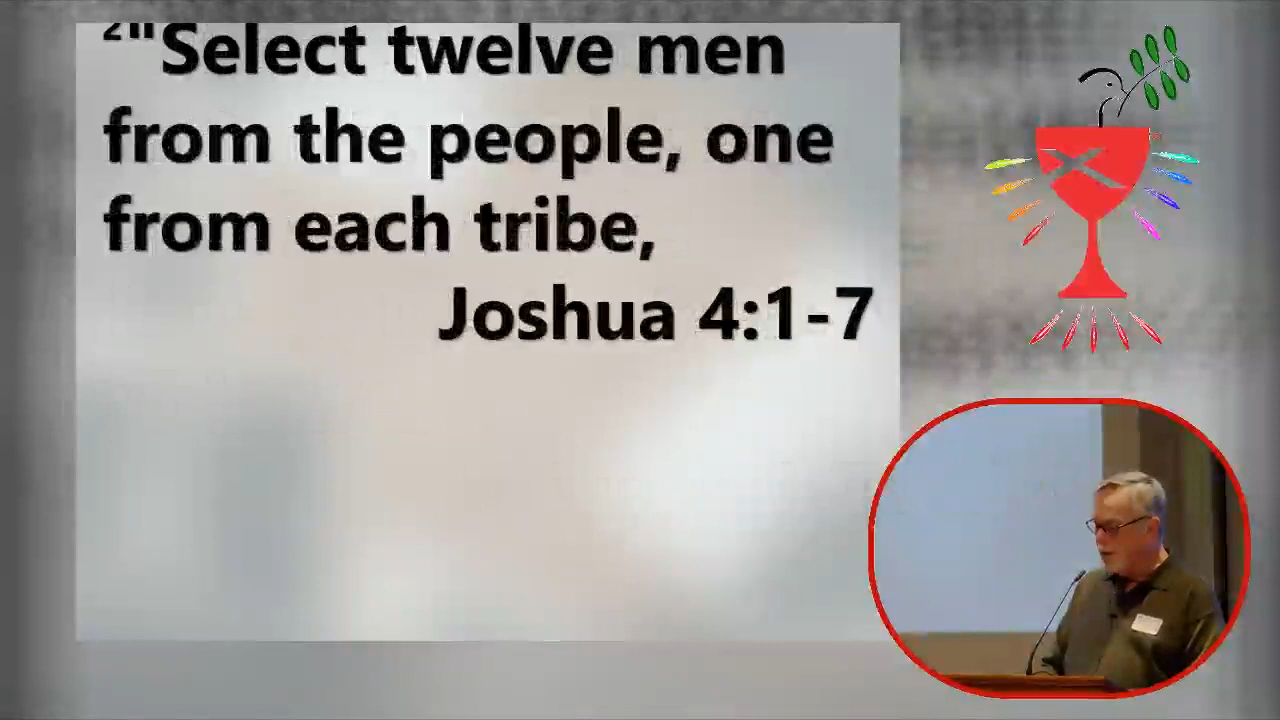 ²"Select twelve men
from the people, one
from each tribe,
Joshua 4:1-7